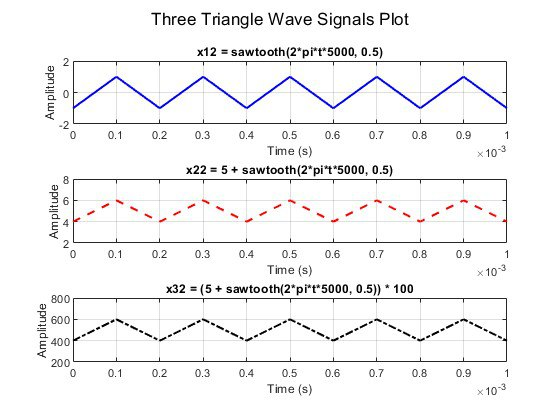 Three Triangle Wave Signals Plot
x12 = sawtooth(2*pi*t*5000, 0.5)
Amplitude
2
0
-2
0 0.1 0.2 0.3 0.4 0.5 0.6 0.7 0.8 0.9 1
Time (s)
×10-3
x22 = 5 + sawtooth(2*pi*t*5000, 0.5)
Amplitude
8
6
4
2
0 0.1 0.2 0.3 0.4 0.5 0.6 0.7 0.8 0.9 1
Time (s)
×10-3
x32 = (5 + sawtooth(2*pi*t*5000, 0.5)) * 100
Amplitude
800
600
400
200
0 0.1 0.2 0.3 0.4 0.5 0.6 0.7 0.8 0.9 1
Time (s)
×10-3